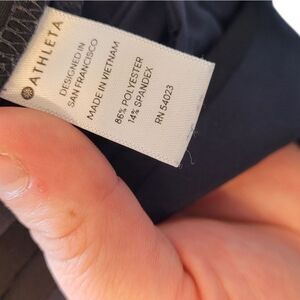 ATHLETA
DESIGNED IN
SAN FRANCISCO
MADE IN VIETNAM
86% POLYESTER
14% SPANDEX
RN 54023